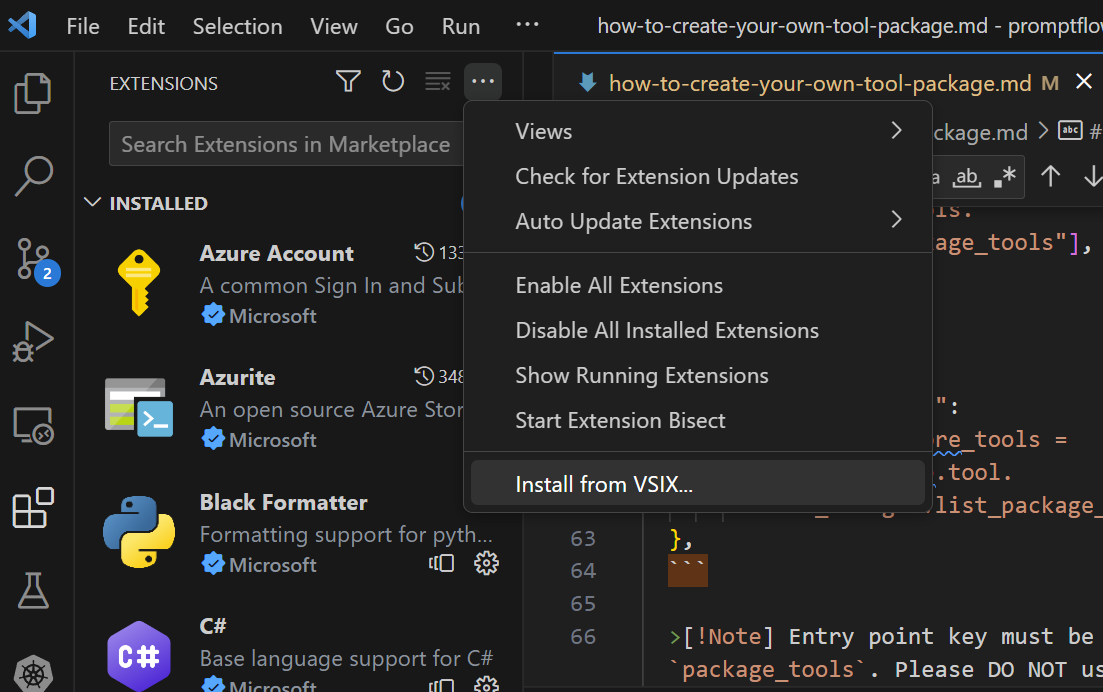 File Edit Selection View Go Run ··· how-to-create-your-own-tool-package.md - promptflow
EXTENSIONS
how-to-create-your-own-tool-package.md M
Search Extensions in Marketplace
Views
ckage.md > abc #
Check for Extension Updates
a ab .*
Auto Update Extensions
age_tools"],
INSTALLED
Azure Account 133
A common Sign In and Sub
Microsoft
2
Enable All Extensions
Disable All Installed Extensions
Azurite 348
An open source Azure Stor
Microsoft
Show Running Extensions
":
Start Extension Bisect
re_tools =
.tool.
Install from VSIX...
list_package_
Black Formatter
Formatting support for pyth...
Microsoft
63 },
64 ```
65
66 >[!Note] Entry point key must be
`package_tools`. Please DO NOT us
C#
C#
Base language support for C#
Microsoft